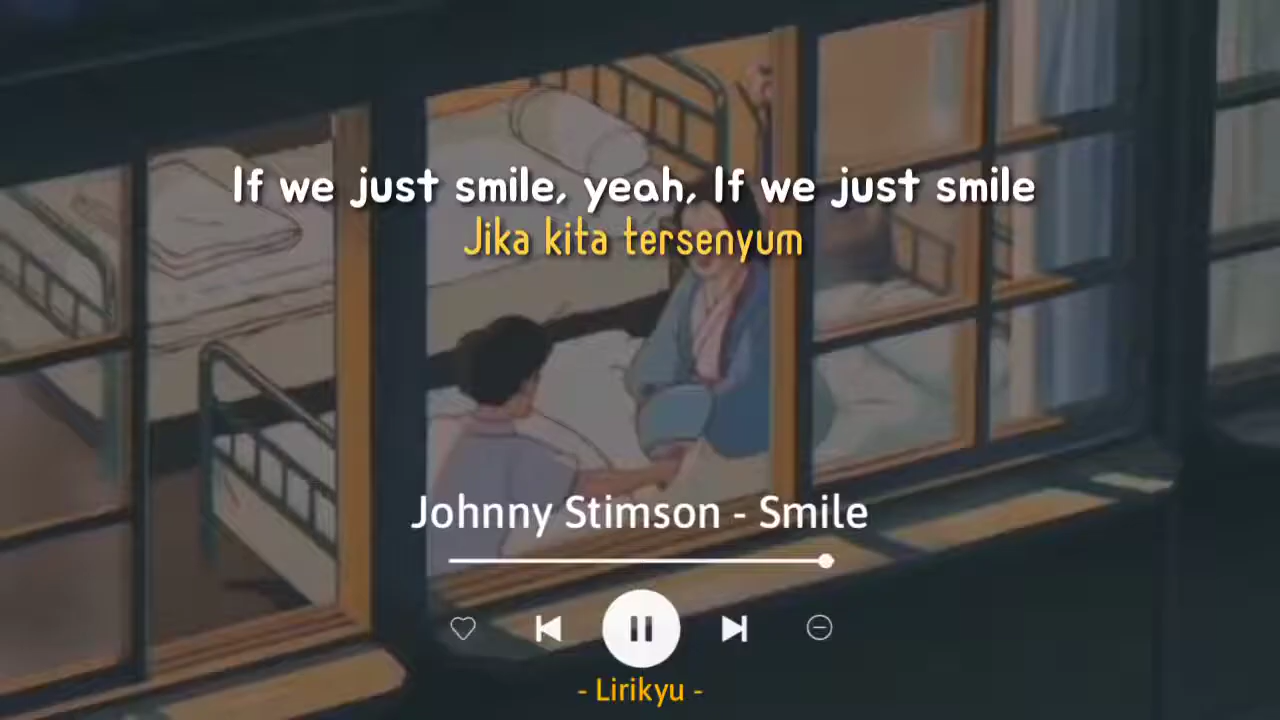 If we just smile, yeah, If we just smile
Jika kita tersenyum
Johnny Stimson - Smile
- Lirikyu -